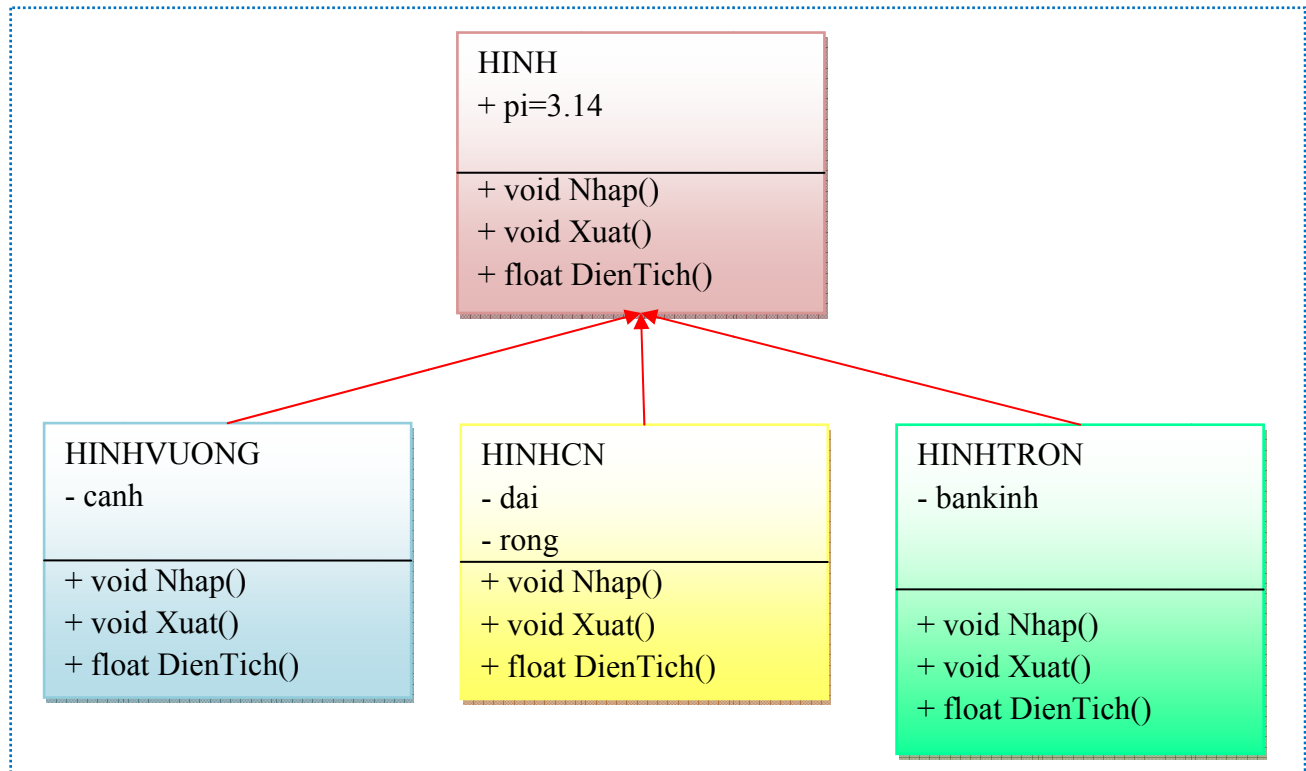 HINH
+ pi=3.14
+ void Nhap()
+ void Xuat()
+ float DienTich()
HINHVUONG
- canh
+ void Nhap()
+ void Xuat()
+ float DienTich()
HINHCN
- dai
- rong
+ void Nhap()
+ void Xuat()
+ float DienTich()
HINHTRON
- bankinh
+ void Nhap()
+ void Xuat()
+ float DienTich()